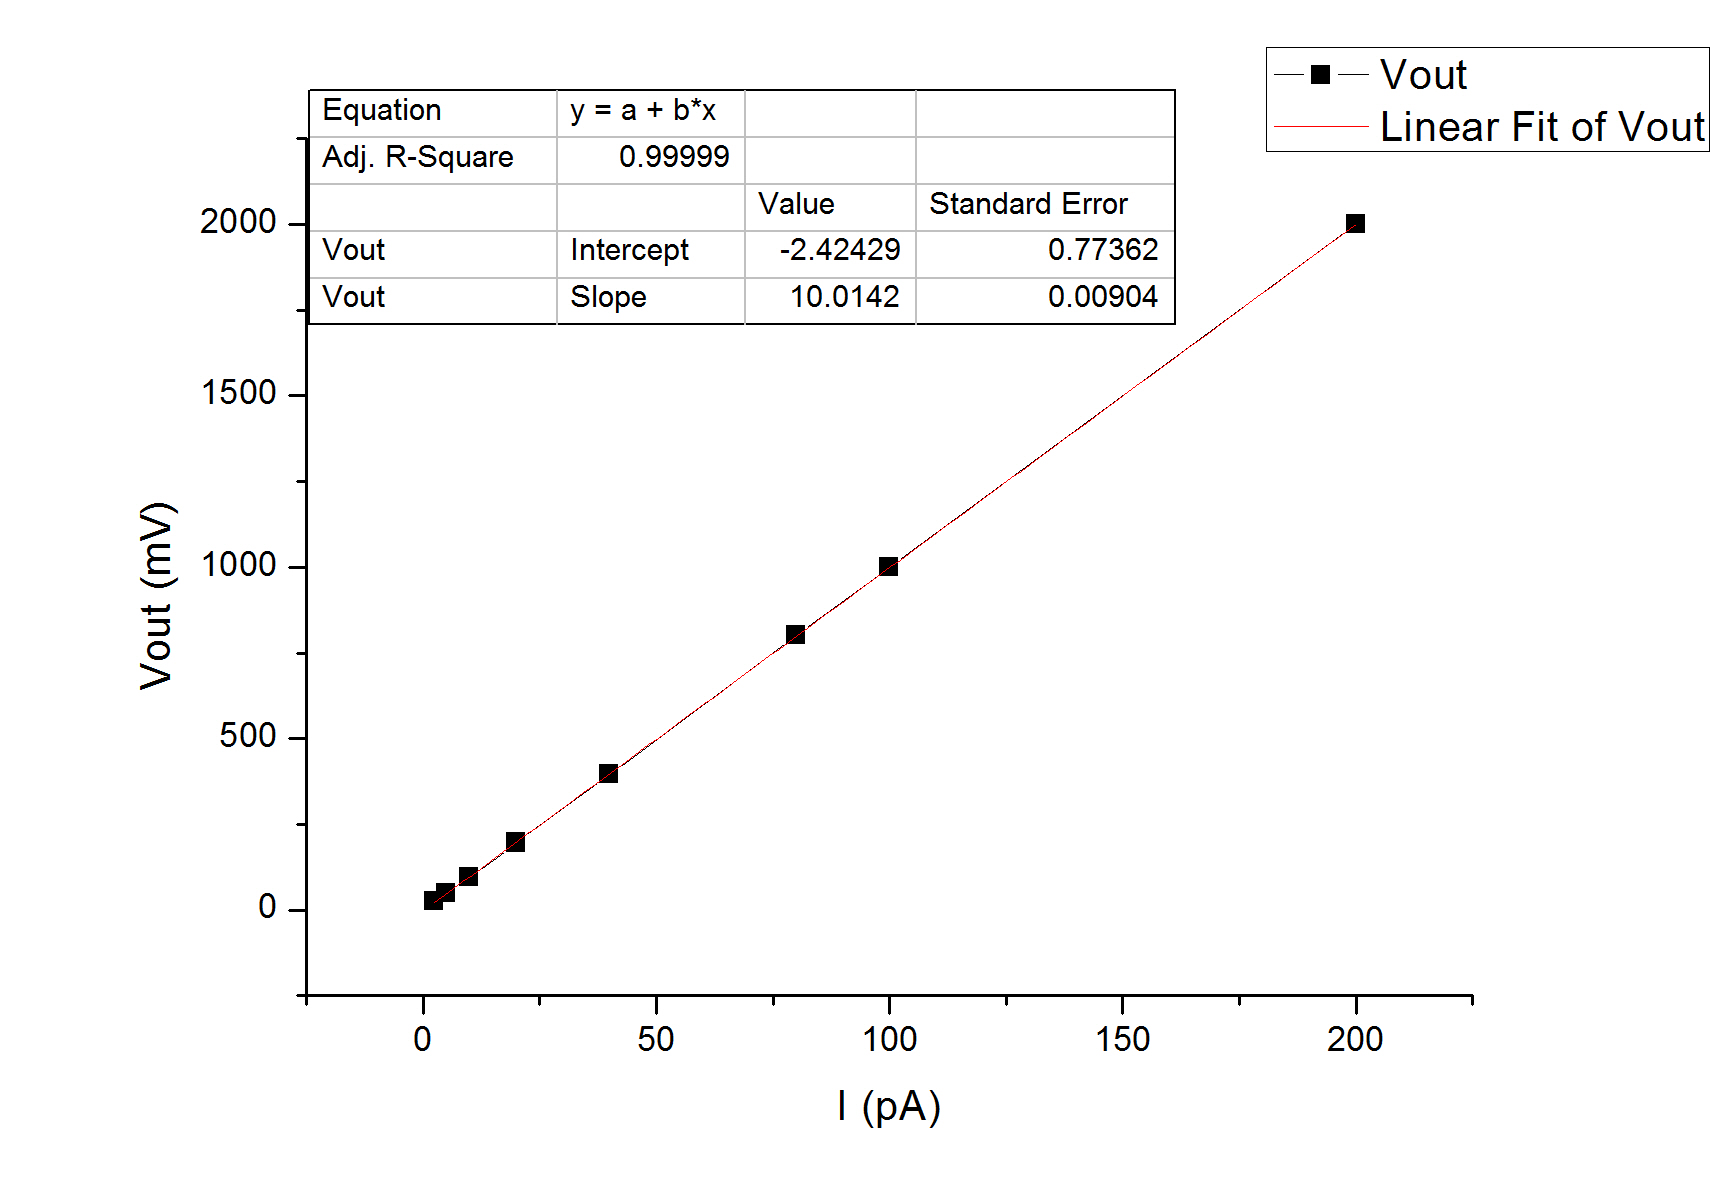 Vout
Linear Fit of Vout
Equation y = a + b*x
Adj. R-Square 0.99999
Value Standard Error
Vout Intercept -2.42429 0.77362
Vout Slope 10.0142 0.00904
2000
1500
1000
500
0
Vout (mV)
0 50 100 150 200
I (pA)